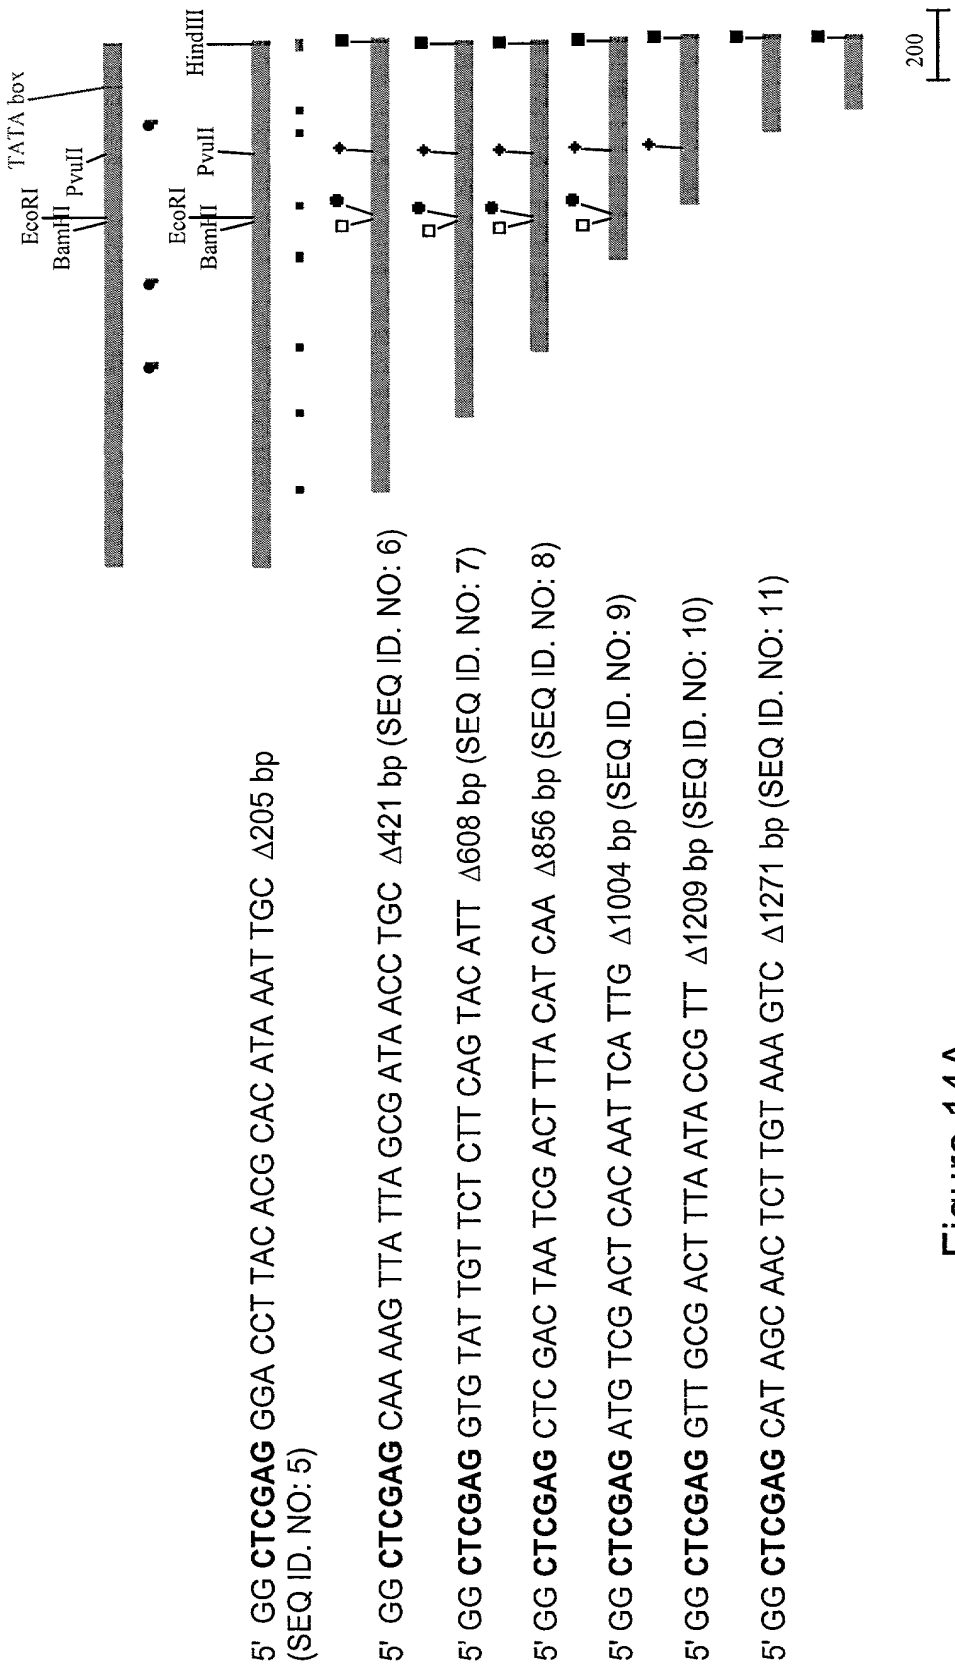 TATA box
EcoRI
PvuII
BamHI
EcoRI
HindIII
PvuII
BamHI
5' GG CTCGAG GGA CCT TAC ACG CAC ATA AAT TGC Δ205 bp
(SEQ ID. NO: 5)
5' GG CTCGAG CAA AAG TTA TTA GCG ATA ACC TGC Δ421 bp (SEQ ID. NO: 6)
5' GG CTCGAG GTG TAT TGT TCT CTT CAG TAC ATT Δ608 bp (SEQ ID. NO: 7)
5' GG CTCGAG CTC GAC TAA TCG ACT TTA CAT CAA Δ856 bp (SEQ ID. NO: 8)
5' GG CTCGAG ATG TCG ACT CAC AAT TCA TTG Δ1004 bp (SEQ ID. NO: 9)
5' GG CTCGAG GTT GCG ACT TTA ATA CCG TT Δ1209 bp (SEQ ID. NO: 10)
5' GG CTCGAG CAT AGC AAC TCT TGT AAA GTC Δ1271 bp (SEQ ID. NO: 11)
200
Figure 14A